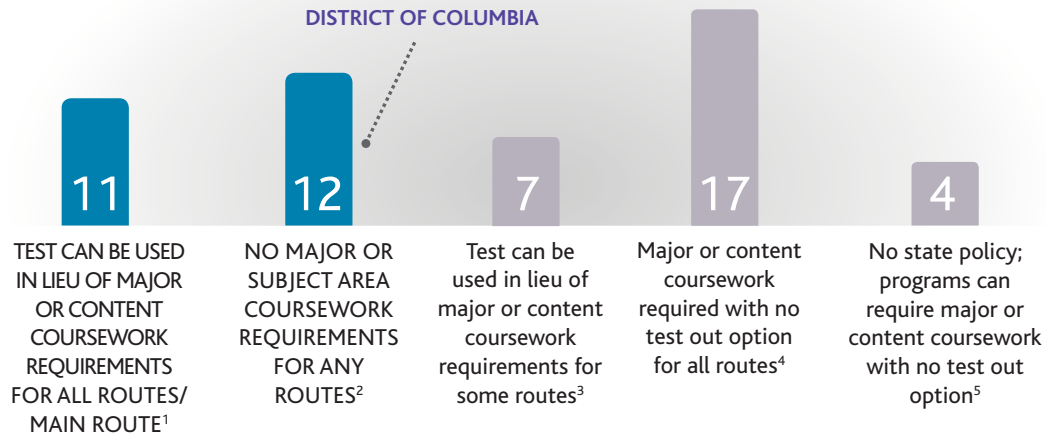 DISTRICT OF COLUMBIA
11
12
7
17
4
TEST CAN BE USED
IN LIEU OF MAJOR
OR CONTENT
COURSEWORK
REQUIREMENTS
FOR ALL ROUTES/
MAIN ROUTE¹
NO MAJOR OR
SUBJECT AREA
COURSEWORK
REQUIREMENTS
FOR ANY
ROUTES²
Test can be
used in lieu of
major or content
coursework
requirements for
some routes³
Major or content
coursework
required with no
test out option
for all routes⁴
No state policy;
programs can
require major or
content coursework
with no test out
option⁵